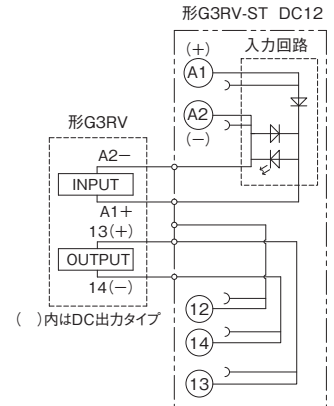 形G3RV-ST DC12
入力回路
(+)
A1
A2
(−)
形G3RV
A2−
INPUT
A1+
13(+)
OUTPUT
14(−)
(　)内はDC出力タイプ
12
14
13